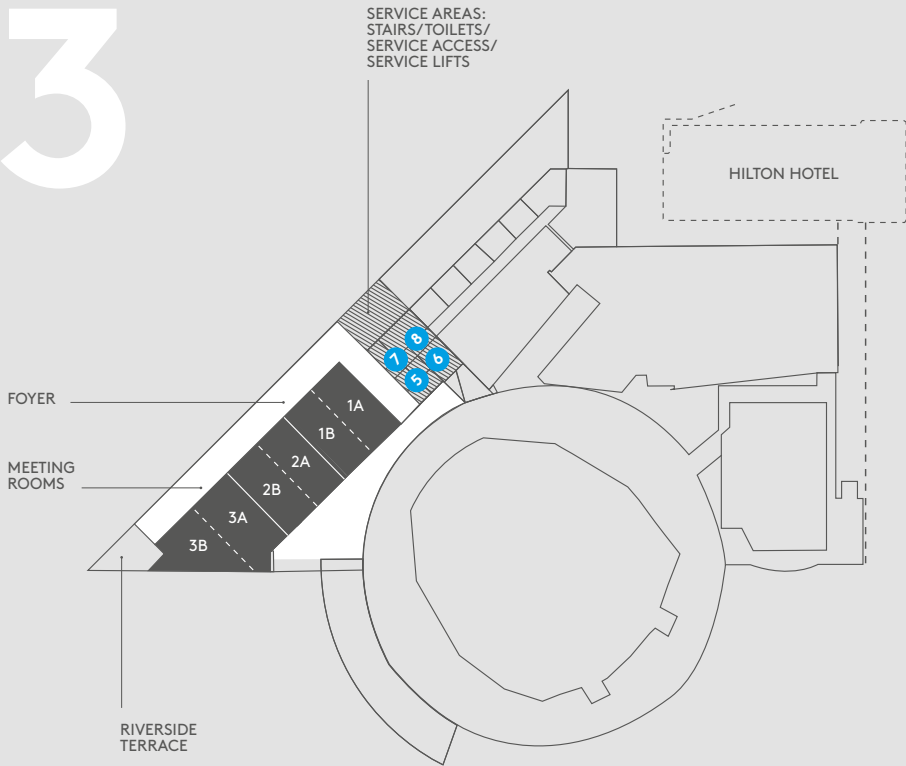 3
SERVICE AREAS:
STAIRS/TOILETS/
SERVICE ACCESS/
SERVICE LIFTS
HILTON HOTEL
8
7
6
5
FOYER
1A
1B
MEETING
ROOMS
2A
2B
3A
3B
RIVERSIDE
TERRACE